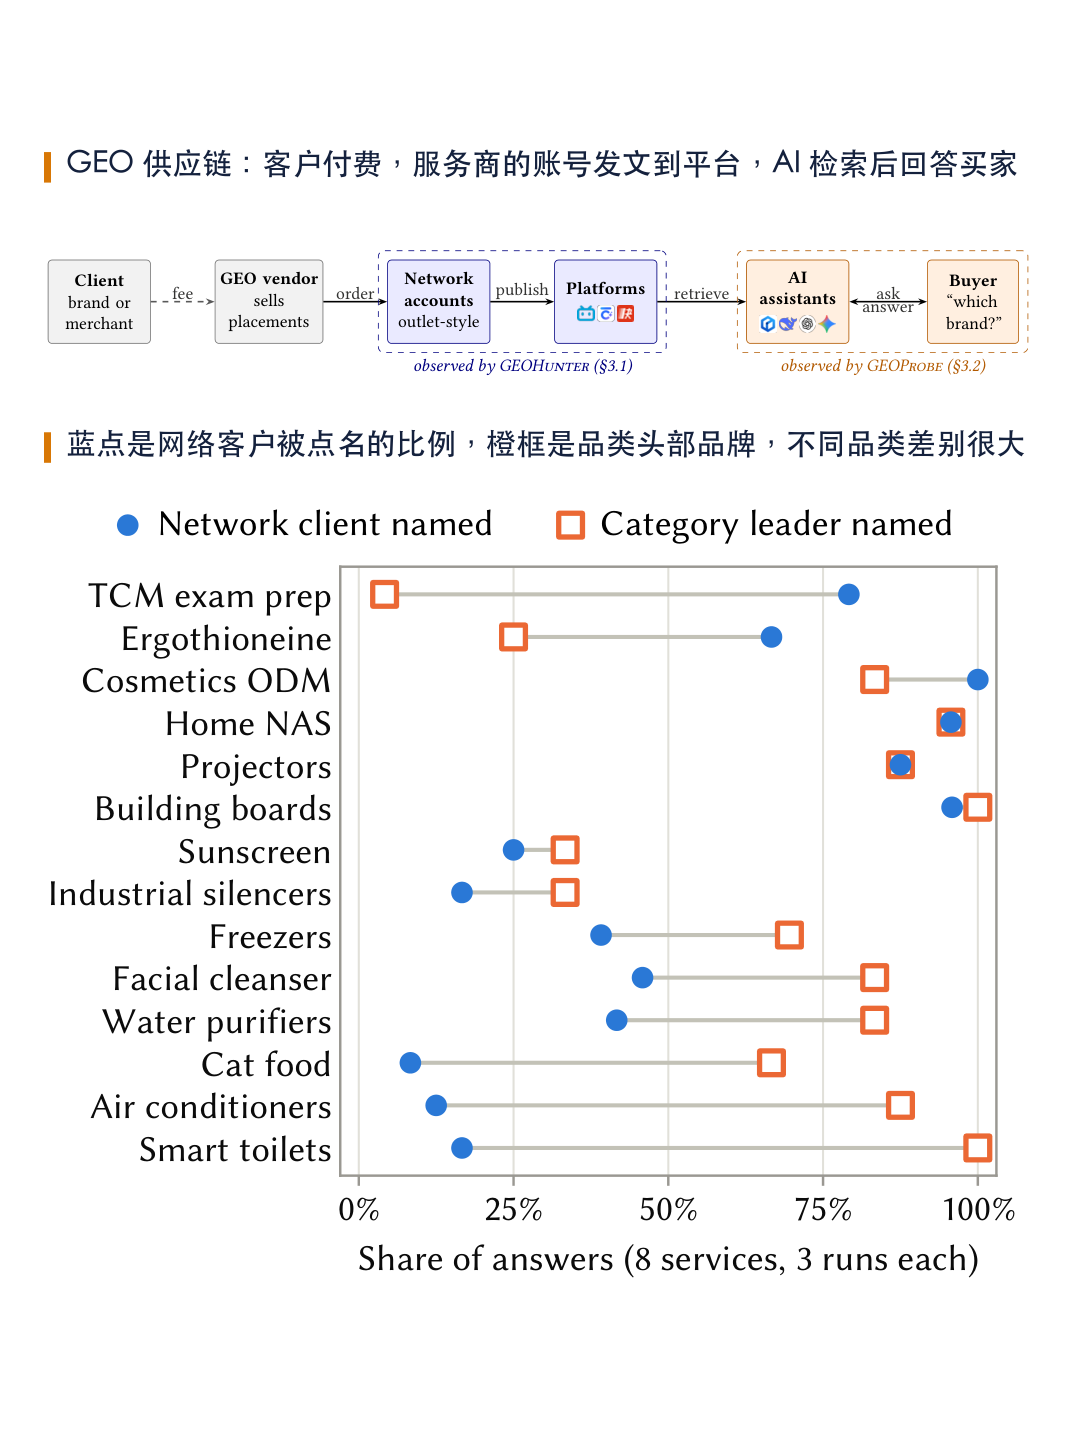 GEO 供应链：客户付费，服务商的账号发文到平台，AI 检索后回答买家
Client
brand or
merchant
fee
GEO vendor
sells
placements
order
Network
accounts
outlet-style
publish
Platforms
快
retrieve
AI
assistants
ask
answer
Buyer
“which
brand?”
observed by GEOHUNTER (§3.1)
observed by GEOPROBE (§3.2)
蓝点是网络客户被点名的比例，橙框是品类头部品牌，不同品类差别很大
Network client named
Category leader named
TCM exam prep
Ergothioneine
Cosmetics ODM
Home NAS
Projectors
Building boards
Sunscreen
Industrial silencers
Freezers
Facial cleanser
Water purifiers
Cat food
Air conditioners
Smart toilets
0% 25% 50% 75% 100%
Share of answers (8 services, 3 runs each)